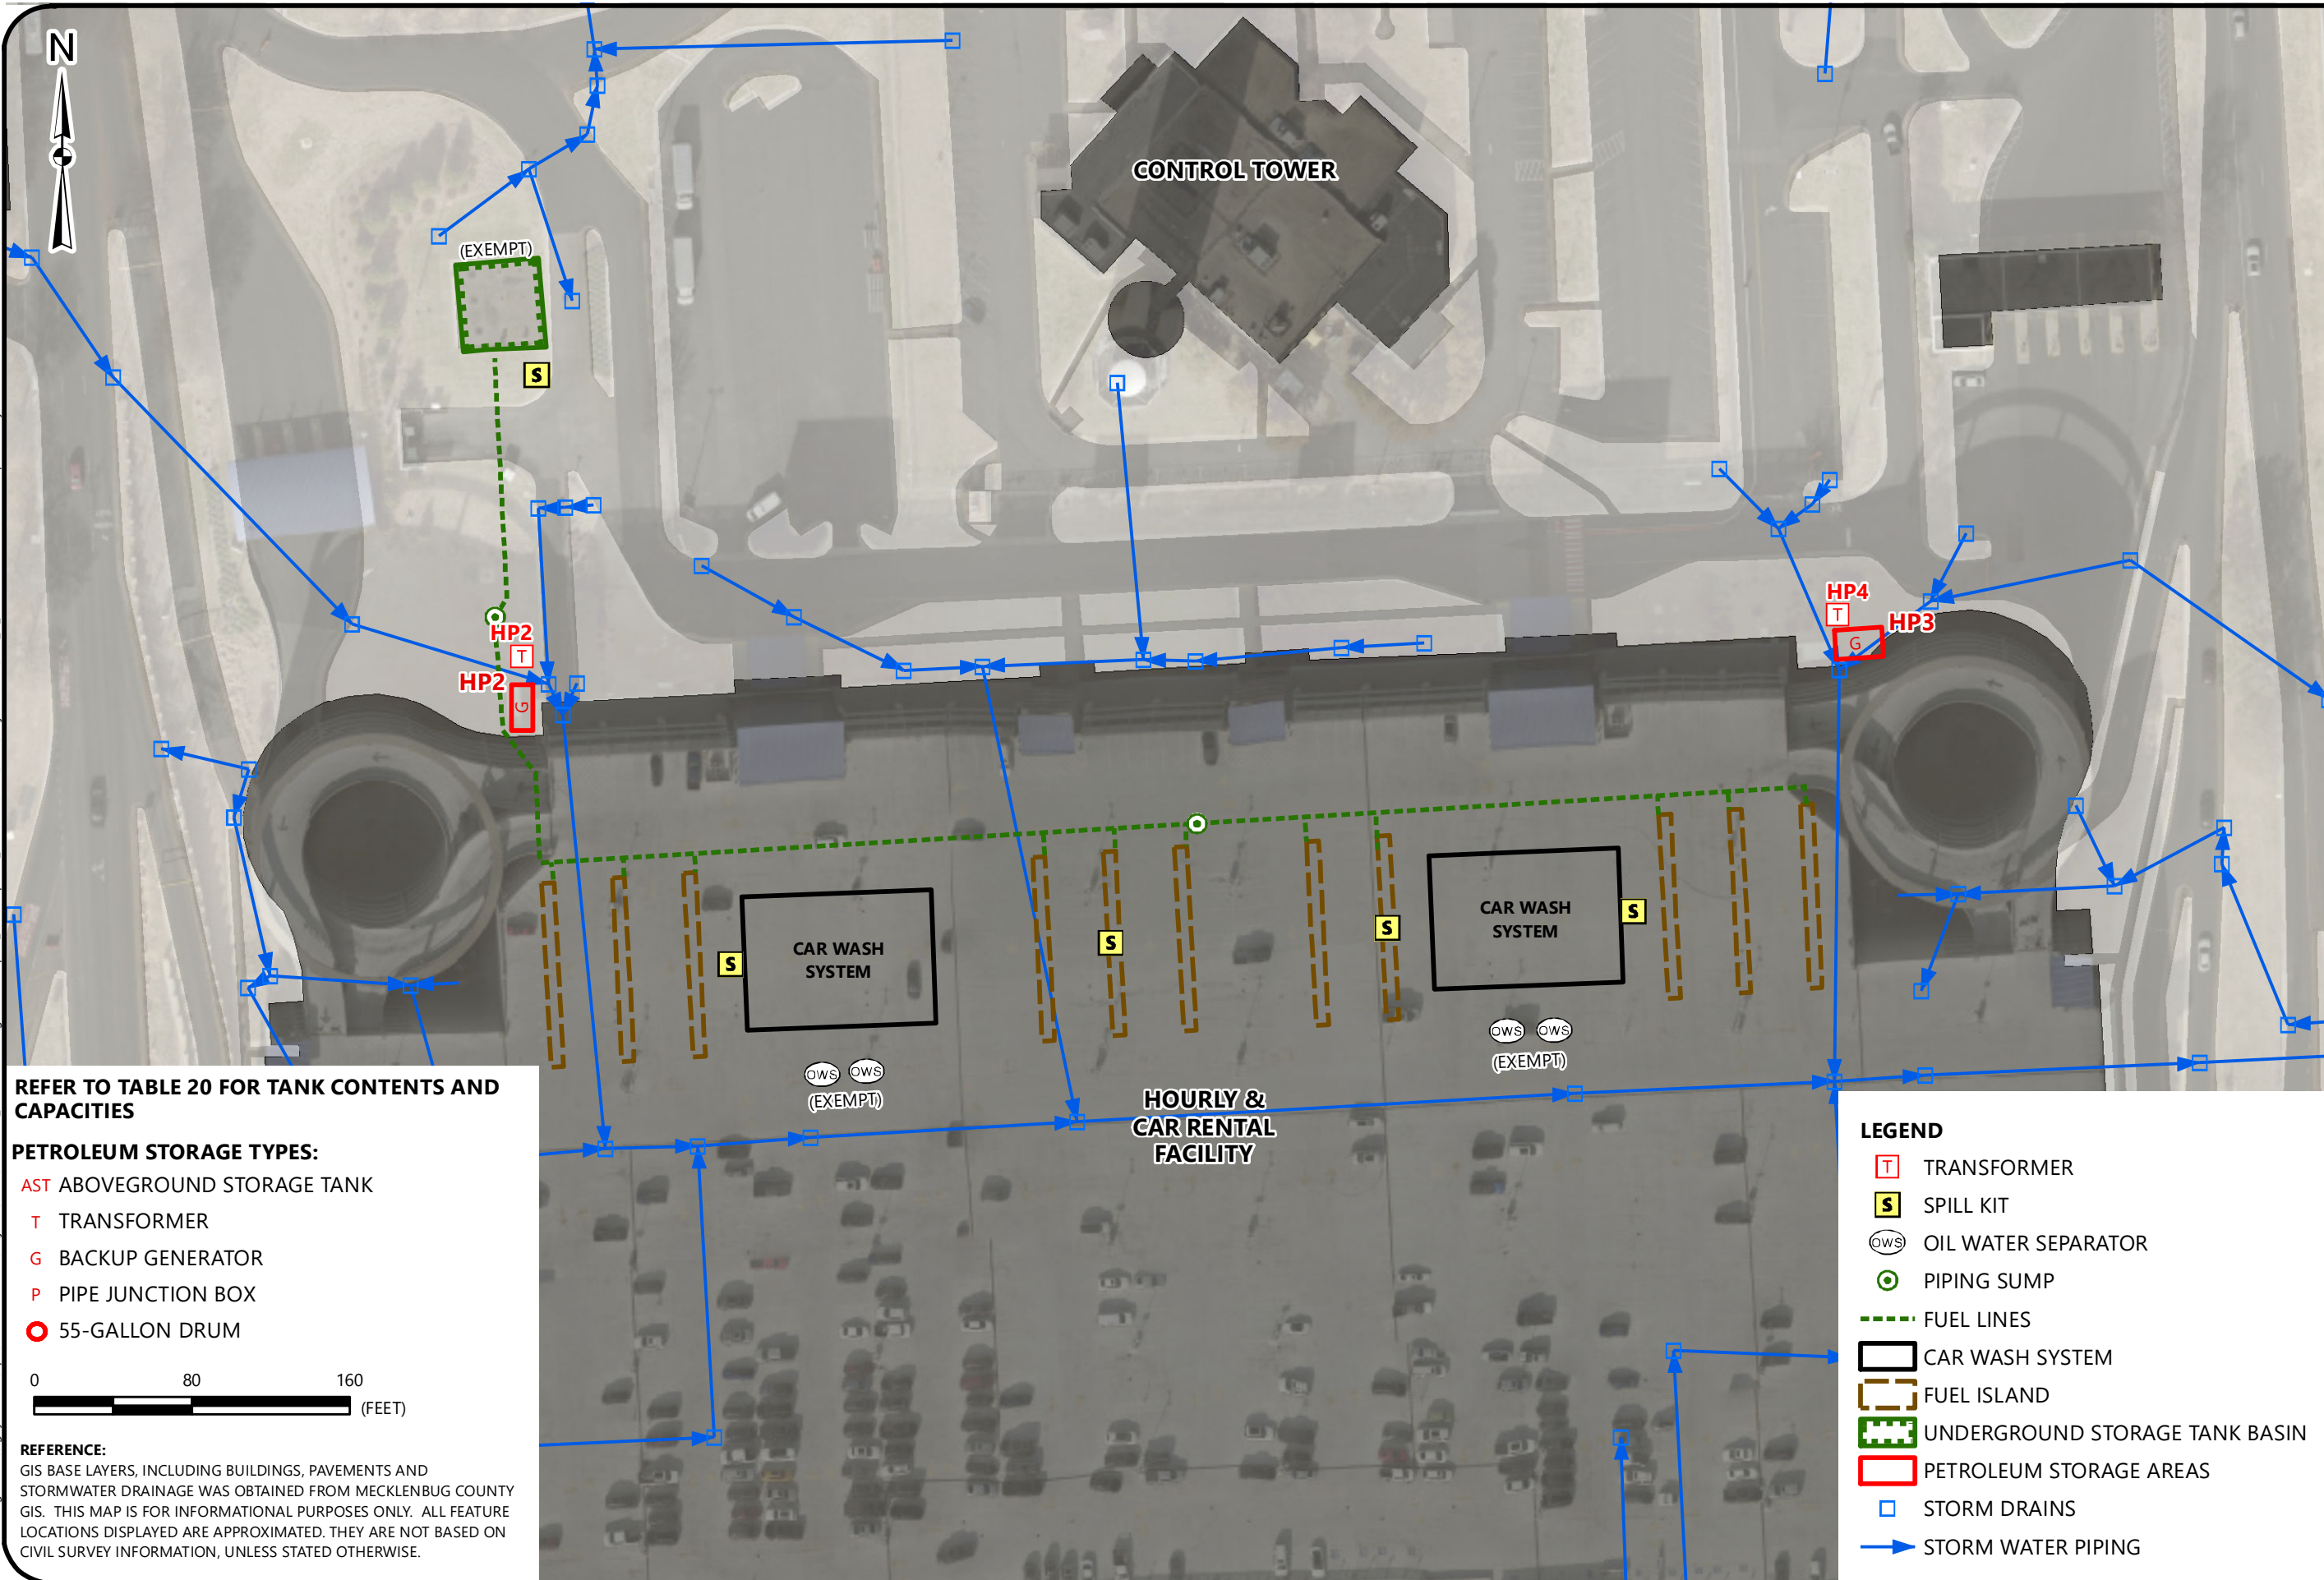 N
CONTROL TOWER
(EXEMPT)
S
HP2
T
HP2
G
HP4
T
HP3
G
CAR WASH
SYSTEM
S
S
S
CAR WASH
SYSTEM
S
OWS OWS
(EXEMPT)
OWS OWS
(EXEMPT)
HOURLY &
CAR RENTAL
FACILITY
REFER TO TABLE 20 FOR TANK CONTENTS AND
CAPACITIES
PETROLEUM STORAGE TYPES:
AST ABOVEGROUND STORAGE TANK
T TRANSFORMER
G BACKUP GENERATOR
P PIPE JUNCTION BOX
55-GALLON DRUM
0 80 160
(FEET)
REFERENCE:
GIS BASE LAYERS, INCLUDING BUILDINGS, PAVEMENTS AND
STORMWATER DRAINAGE WAS OBTAINED FROM MECKLENBUG COUNTY
GIS. THIS MAP IS FOR INFORMATIONAL PURPOSES ONLY. ALL FEATURE
LOCATIONS DISPLAYED ARE APPROXIMATED. THEY ARE NOT BASED ON
CIVIL SURVEY INFORMATION, UNLESS STATED OTHERWISE.
LEGEND
T TRANSFORMER
S SPILL KIT
OWS OIL WATER SEPARATOR
PIPING SUMP
FUEL LINES
CAR WASH SYSTEM
FUEL ISLAND
UNDERGROUND STORAGE TANK BASIN
PETROLEUM STORAGE AREAS
STORM DRAINS
STORM WATER PIPING